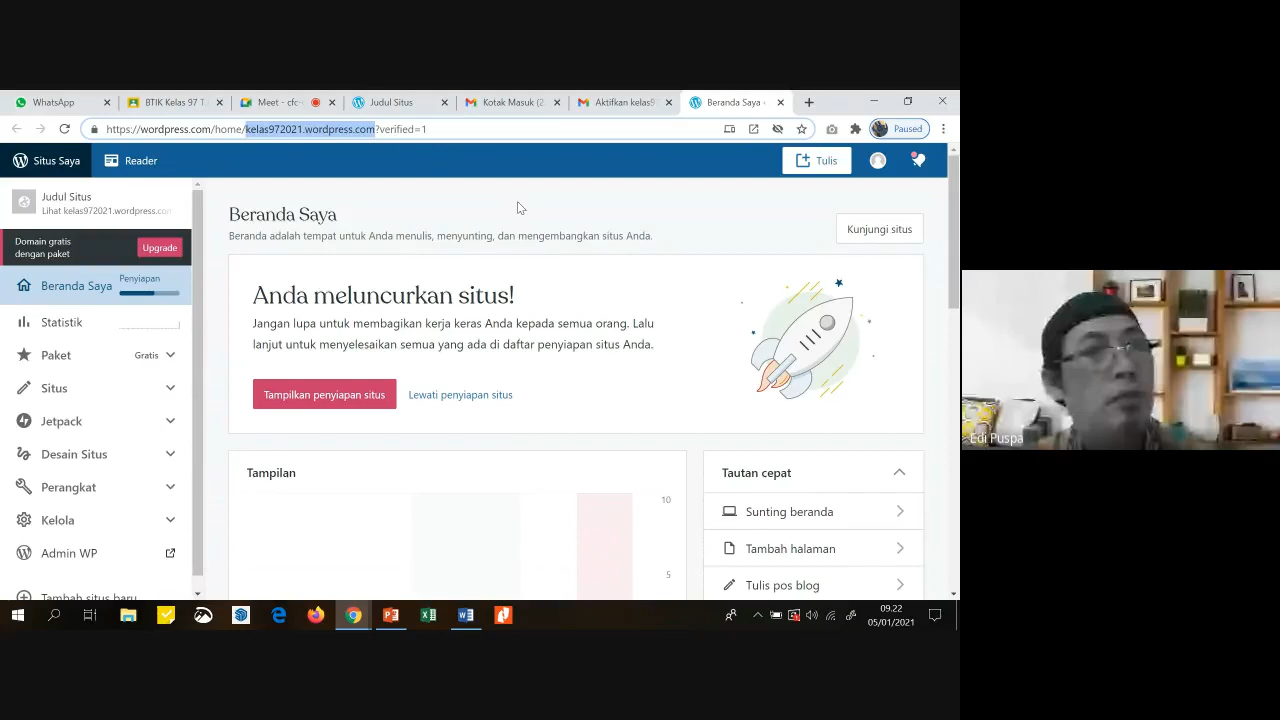 WhatsApp
BTIK Kelas 97 T
Meet - cfc-
Judul Situs
Kotak Masuk (2
Aktifkan kelas9
Beranda Saya
https://wordpress.com/home/kelas972021.wordpress.com?verified=1
Paused
Situs Saya
Reader
Tulis
Judul Situs
Lihat kelas972021.wordpress.com
Domain gratis
dengan paket
Upgrade
Beranda Saya
Penyiapan
Statistik
Paket
Gratis
Situs
Jetpack
Desain Situs
Perangkat
Kelola
Admin WP
Tambah situs baru
Beranda Saya
Beranda adalah tempat untuk Anda menulis, menyunting, dan mengembangkan situs Anda.
Kunjungi situs
Anda meluncurkan situs!
Jangan lupa untuk membagikan kerja keras Anda kepada semua orang. Lalu
lanjut untuk menyelesaikan semua yang ada di daftar penyiapan situs Anda.
Tampilkan penyiapan situs
Lewati penyiapan situs
Tampilan
10
5
Tautan cepat
Sunting beranda
Tambah halaman
Tulis pos blog
09.22
05/01/2021
Edi Puspa